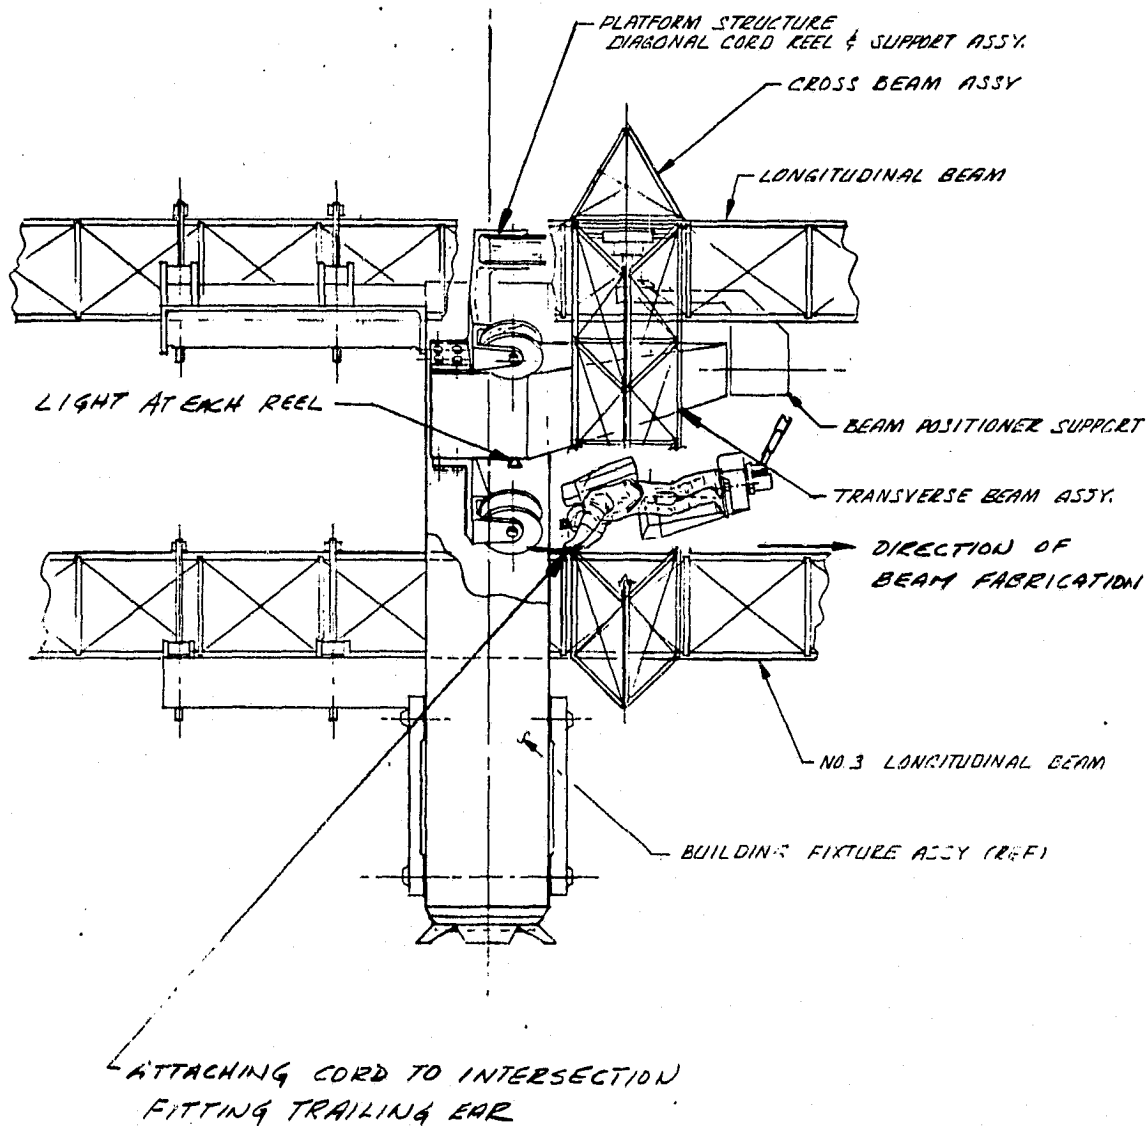 PLATFORM STRUCTURE
DIAGONAL CORD REEL & SUPPORT ASSY.
CROSS BEAM ASSY
LONGITUDINAL BEAM
LIGHT AT EACH REEL
BEAM POSITIONER SUPPORT
TRANSVERSE BEAM ASSY.
DIRECTION OF
BEAM FABRICATION
NO. 3 LONGITUDINAL BEAM
BUILDING FIXTURE ASSY (REF)
ATTACHING CORD TO INTERSECTION
FITTING TRAILING EAR